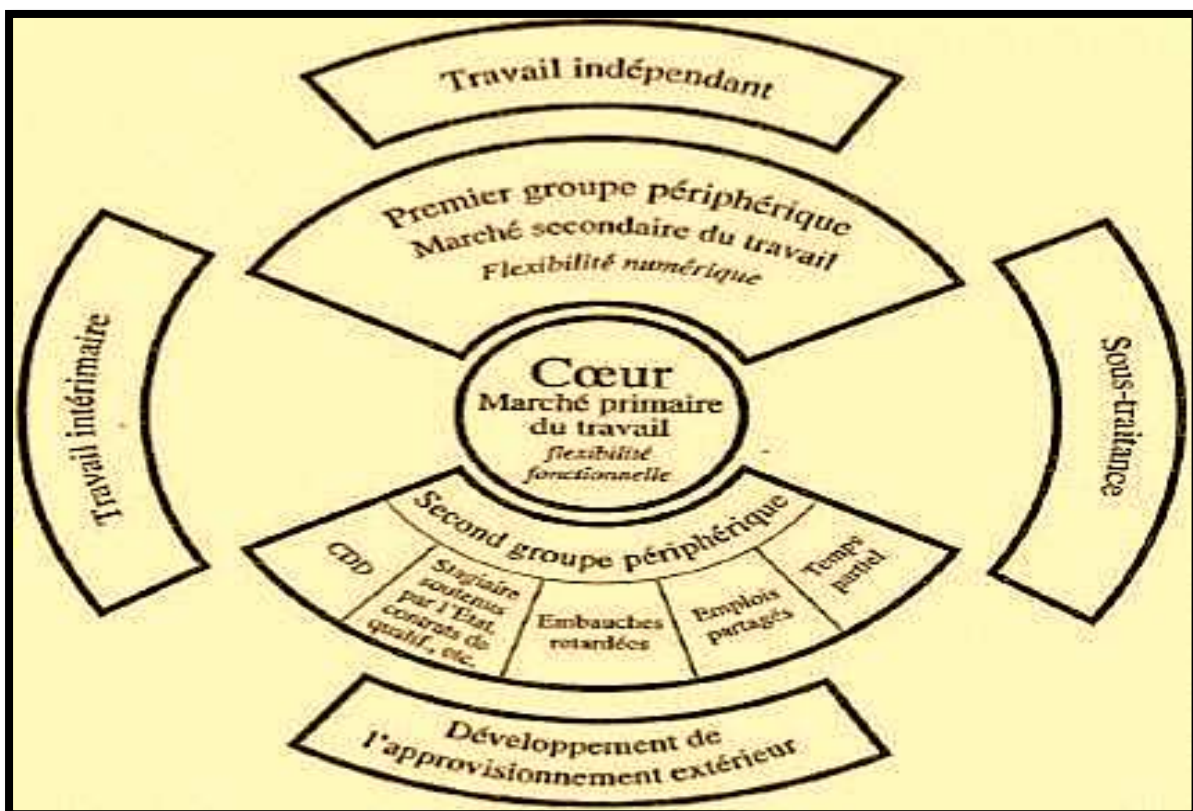 Travail indépendant
Premier groupe périphérique
Marché secondaire du travail
Flexibilité numérique
Travail intérimaire
Sous-traitance
Cœur
Marché primaire
du travail
flexibilité
fonctionnelle
Second groupe périphérique
CDD
Stagiaire
soutenus
par l'Etat,
contrats de
qualif., etc.
Embauches
retardées
Emplois
partagés
Temps
partiel
Développement de
l'approvisionnement extérieur